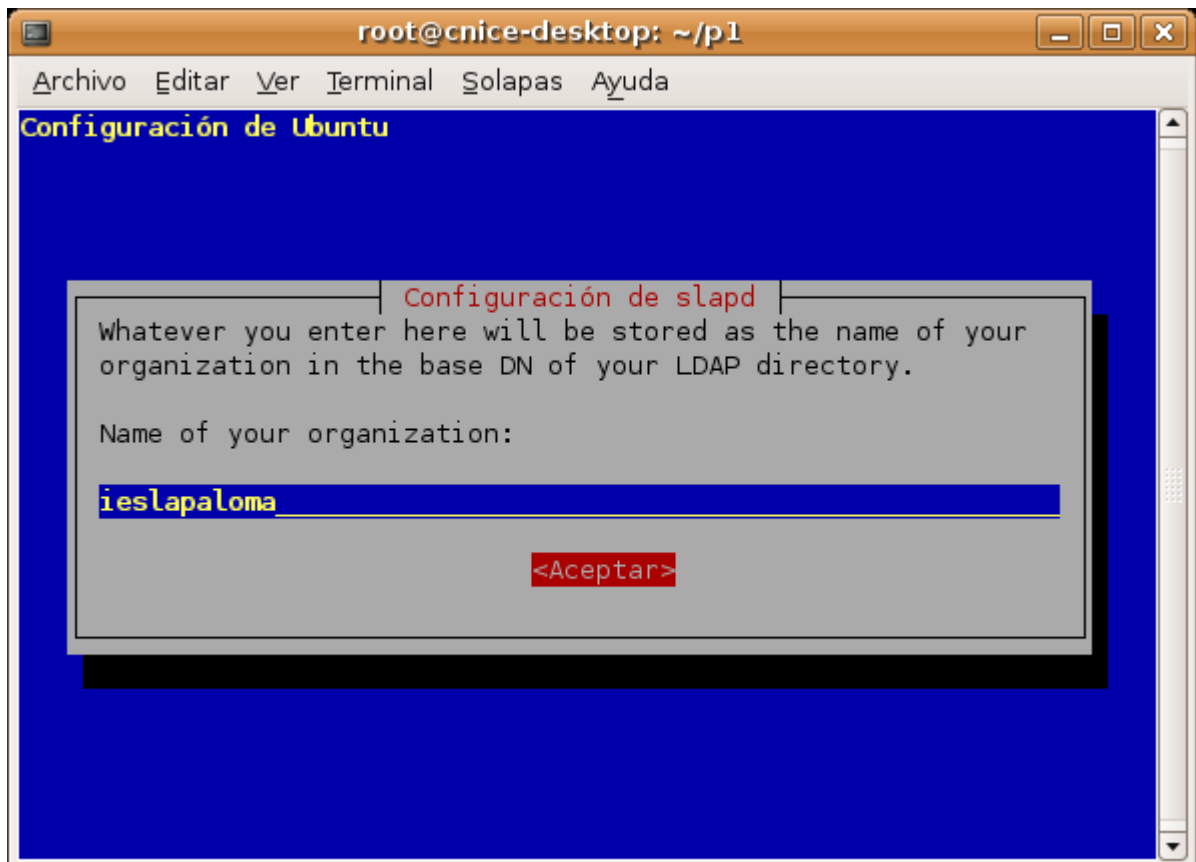 root@cnice-desktop: ~/p1
Archivo Editar Ver Terminal Solapas Ayuda
Configuración de Ubuntu
Configuración de slapd
Whatever you enter here will be stored as the name of your
organization in the base DN of your LDAP directory.
Name of your organization:
ieslapaloma
<Aceptar>